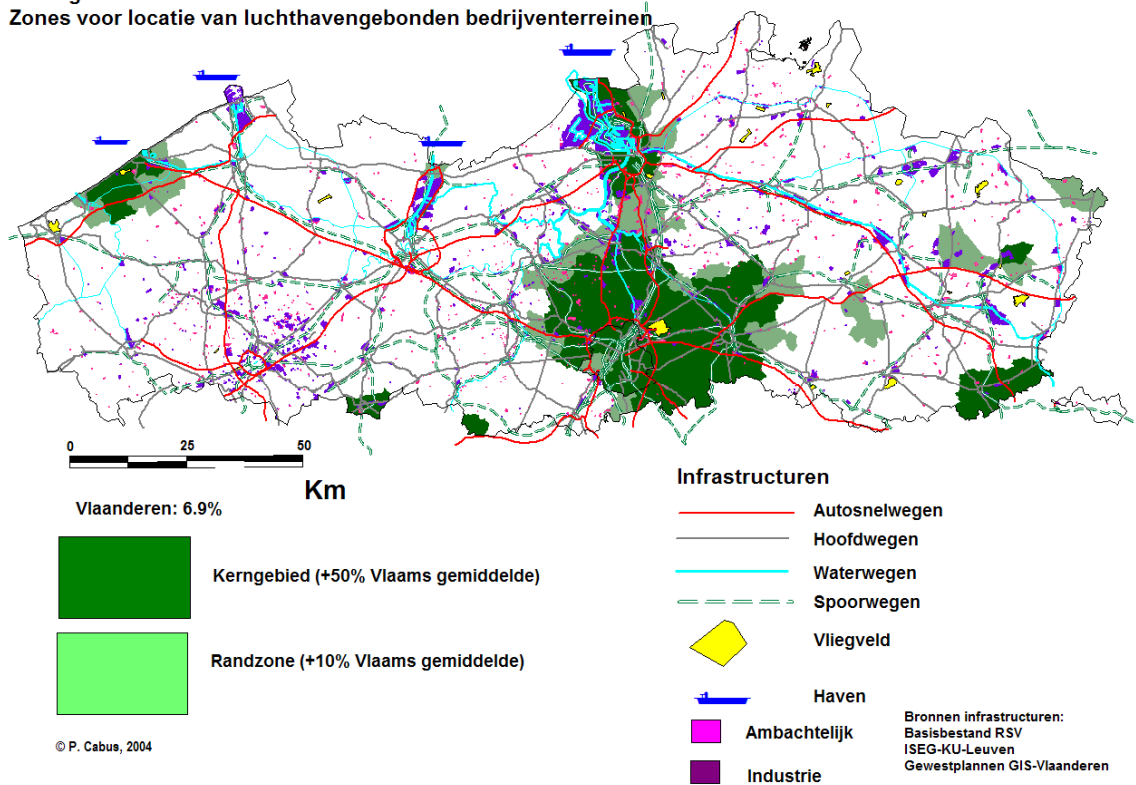 Zones voor locatie van luchthavengebonden bedrijventerreinen
0 25 50
Km
Vlaanderen: 6.9%
Kerngebied (+50% Vlaams gemiddelde)
Randzone (+10% Vlaams gemiddelde)
© P. Cabus, 2004
Infrastructuren
Autosnelwegen
Hoofdwegen
Waterwegen
Spoorwegen
Vliegveld
Haven
Ambachtelijk
Industrie
Bronnen infrastructuren:
Basisbestand RSV
ISEG-KU-Leuven
Gewestplannen GIS-Vlaanderen